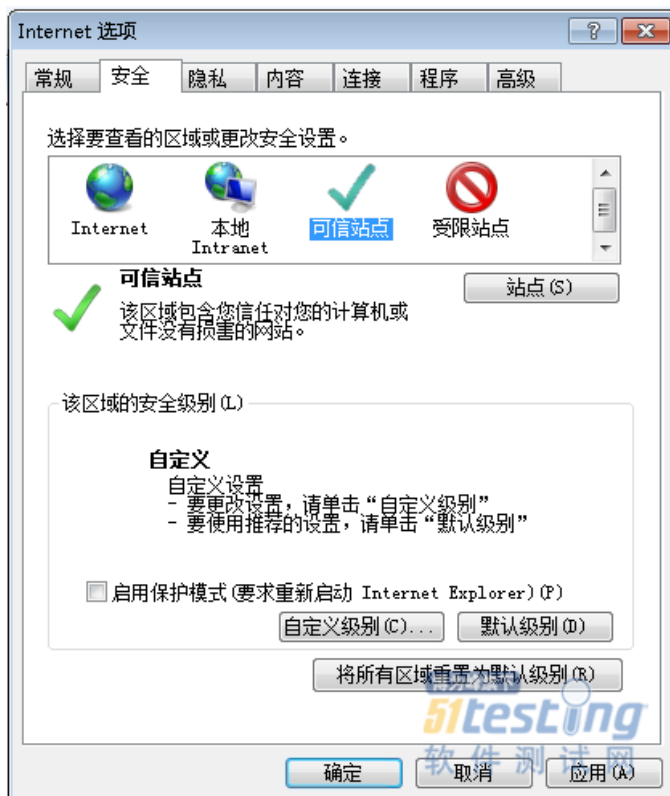 Internet 选项
常规 安全 隐私 内容 连接 程序 高级
选择要查看的区域或更改安全设置。
Internet 本地 Intranet 可信站点 受限站点
可信站点
站点(S)
该区域包含您信任对您的计算机或
文件没有损害的网站。
该区域的安全级别(L)
自定义
自定义设置
- 要更改设置，请单击“自定义级别”
- 要使用推荐的设置，请单击“默认级别”
启用保护模式(要求重新启动 Internet Explorer)(P)
自定义级别(C)... 默认级别(D)
将所有区域重置为默认级别(R)
51testing
软件测试网
确定 取消 应用(A)